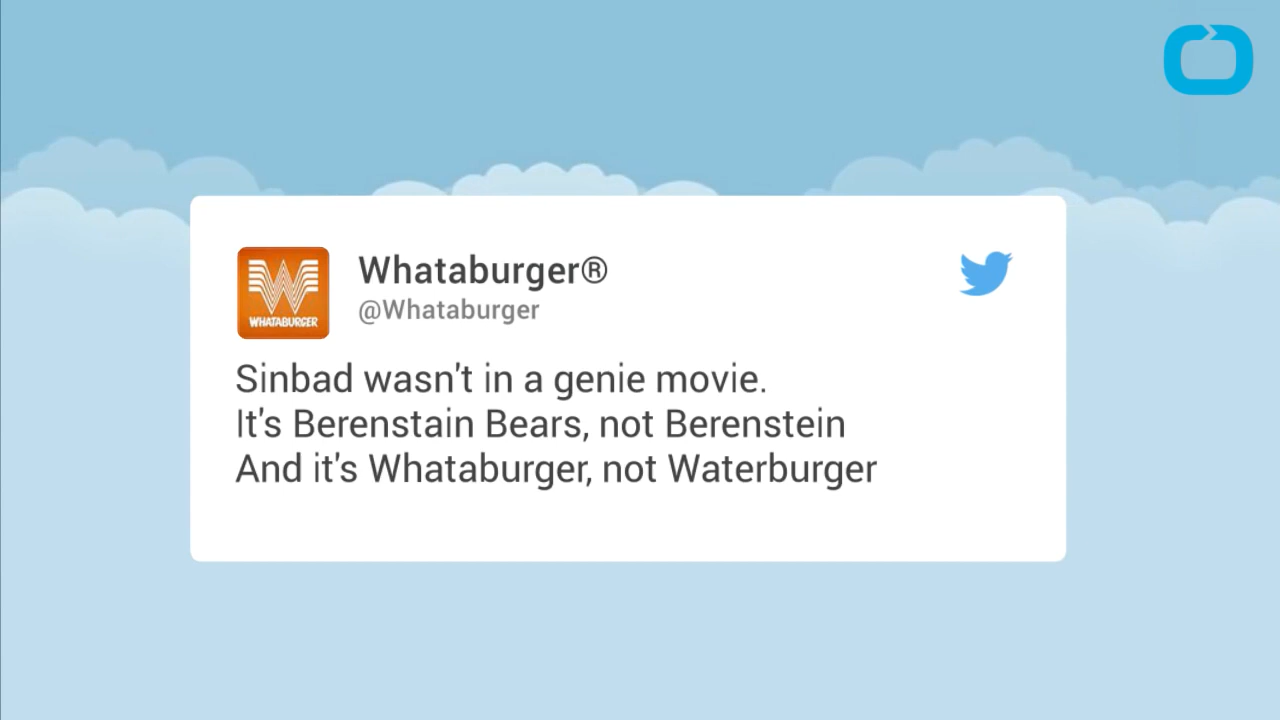 Whataburger®
@Whataburger
WHATABURGER
Sinbad wasn't in a genie movie.
It's Berenstain Bears, not Berenstein
And it's Whataburger, not Waterburger